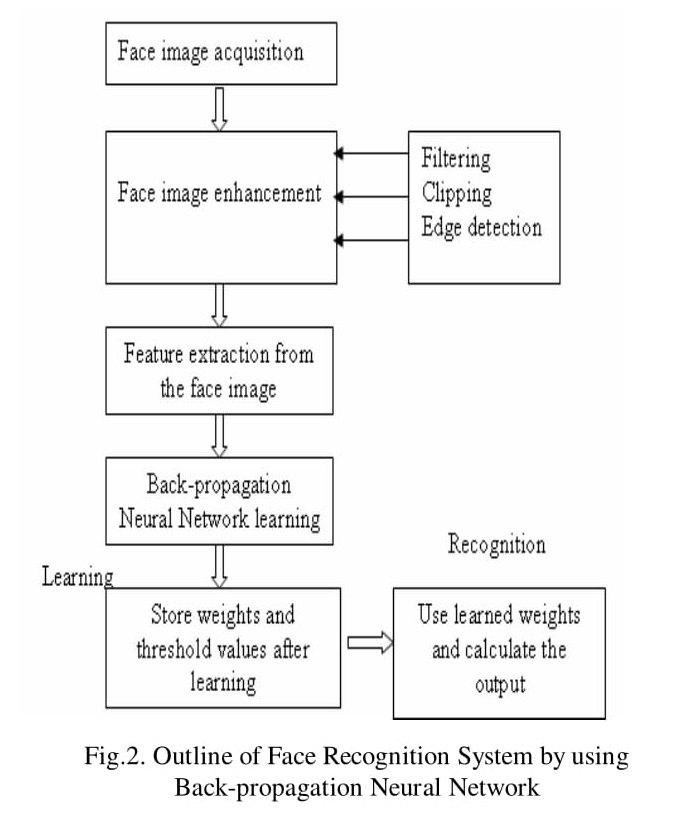 Face image acquisition
Face image enhancement
Filtering
Clipping
Edge detection
Feature extraction from
the face image
Back-propagation
Neural Network learning
Recognition
Learning
Store weights and
threshold values after
learning
Use learned weights
and calculate the
output
Fig.2. Outline of Face Recognition System by using
Back-propagation Neural Network